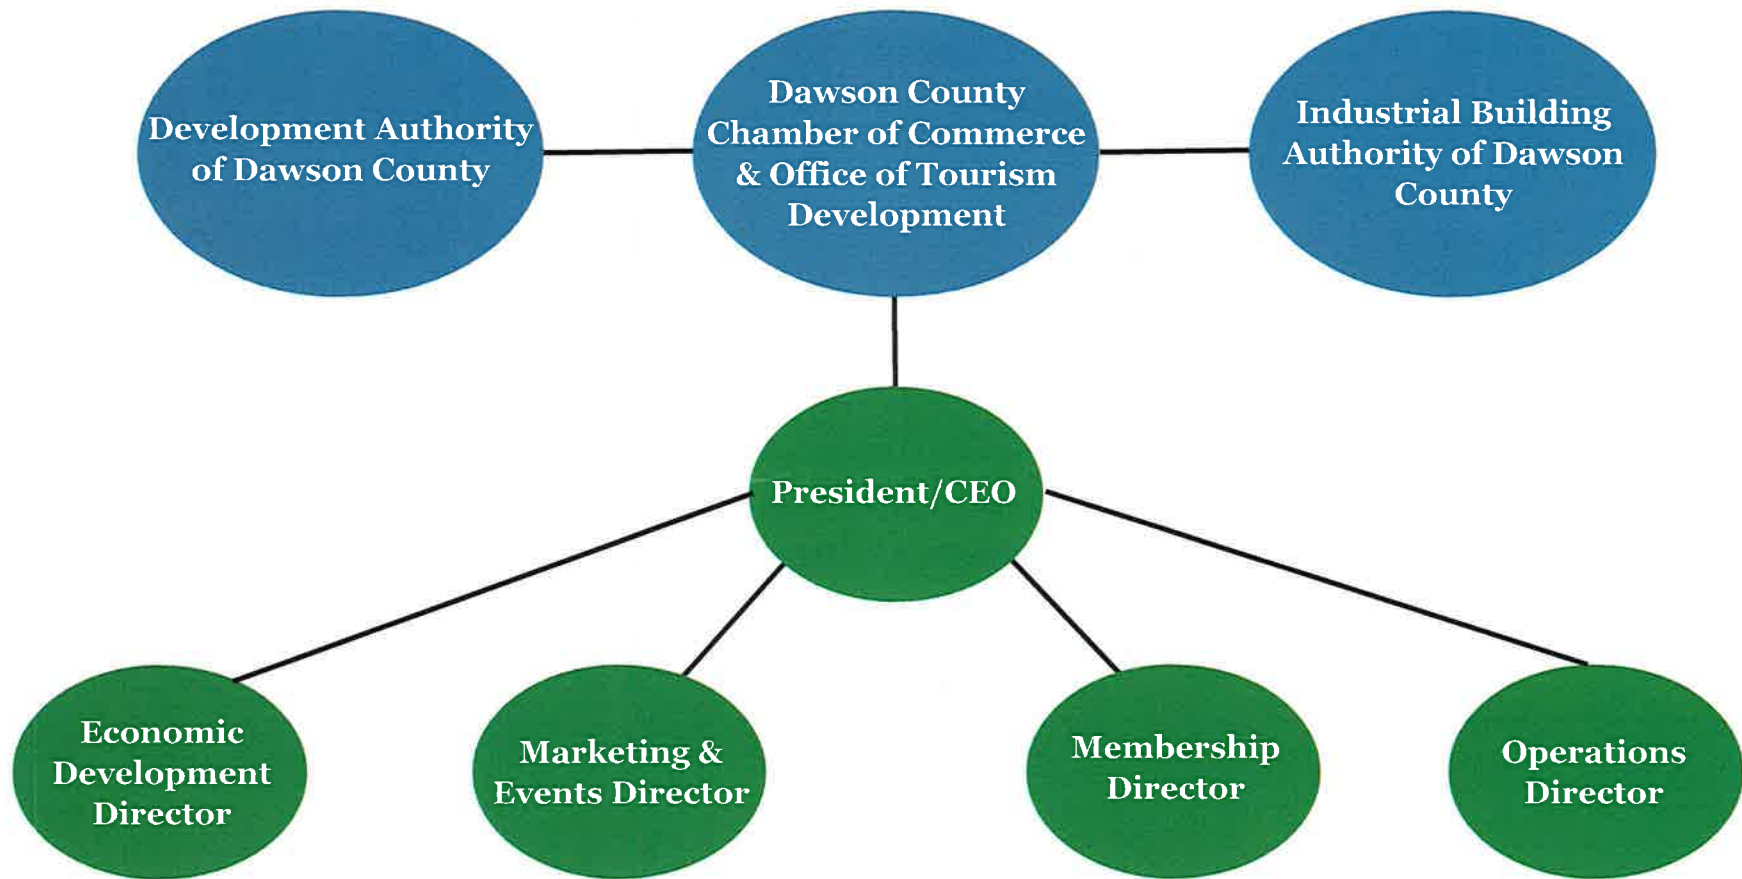 Development Authority
of Dawson County
Dawson County
Chamber of Commerce
& Office of Tourism
Development
Industrial Building
Authority of Dawson
County
President/CEO
Economic
Development
Director
Marketing &
Events Director
Membership
Director
Operations
Director